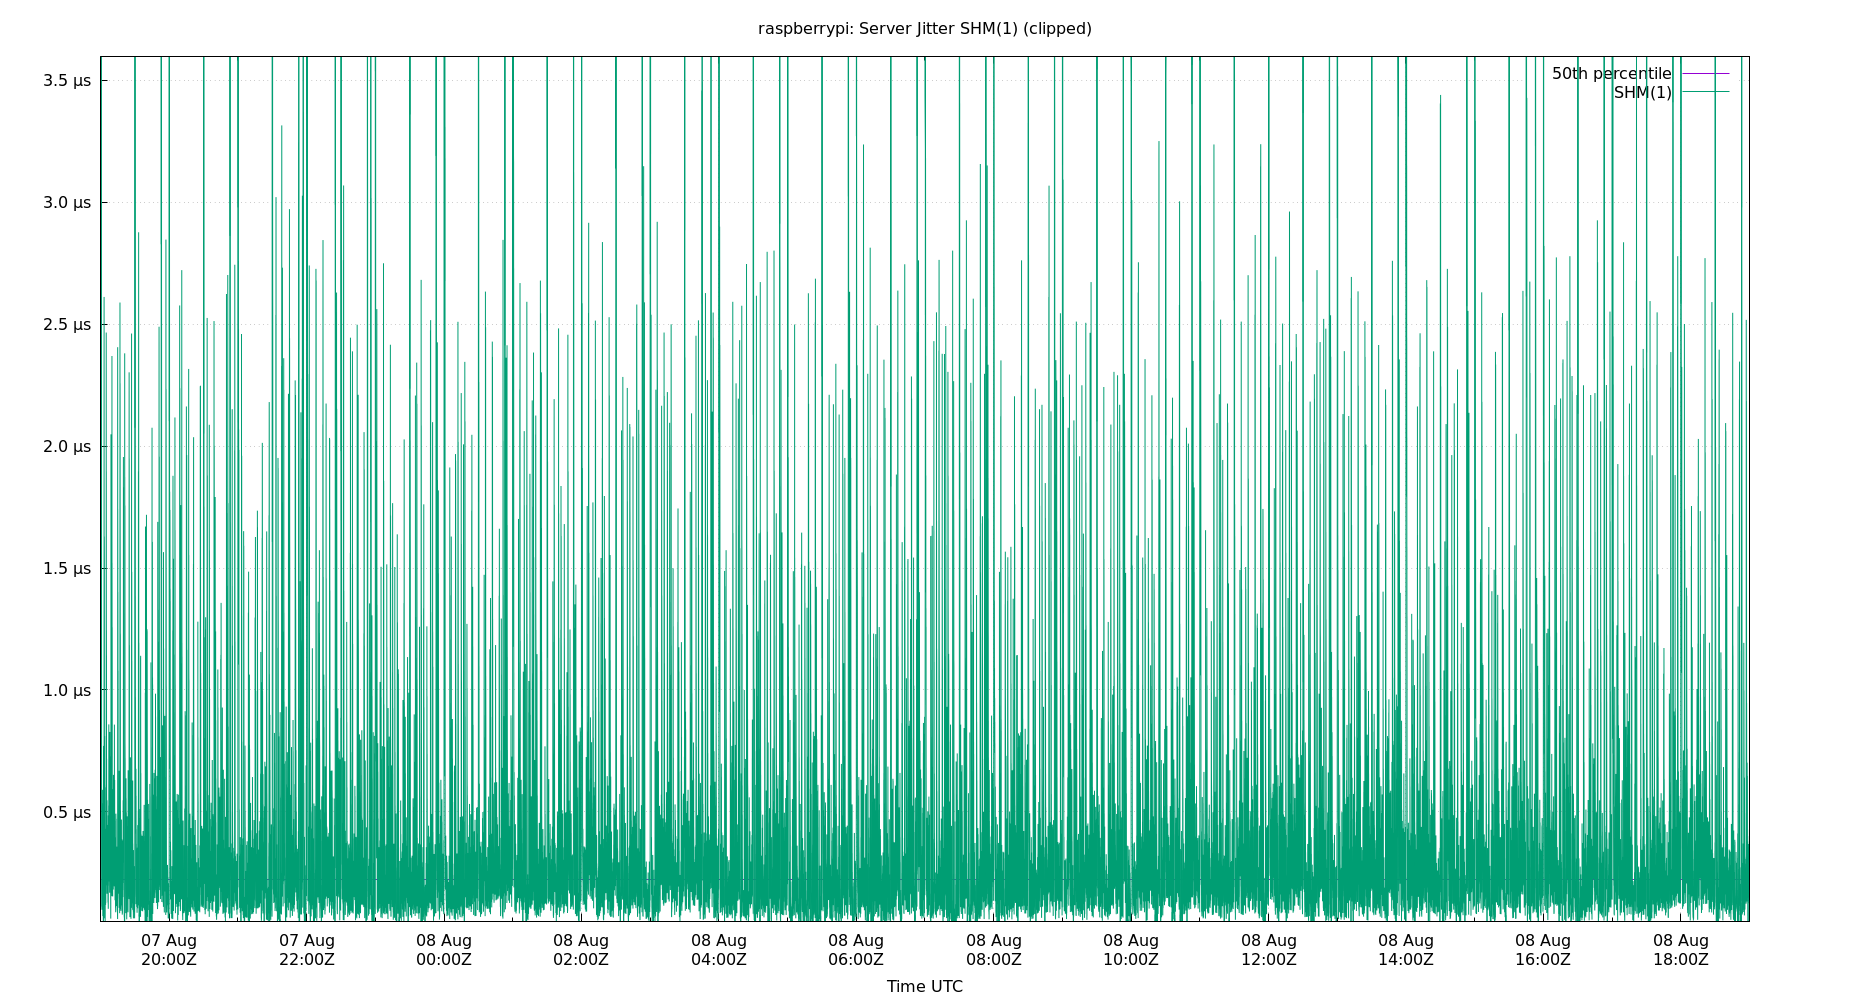 raspberrypi: Server Jitter SHM(1) (clipped)
50th percentile
SHM(1)
3.5 µs
3.0 µs
2.5 µs
2.0 µs
1.5 µs
1.0 µs
0.5 µs
07 Aug 07 Aug 08 Aug 08 Aug 08 Aug 08 Aug 08 Aug 08 Aug 08 Aug 08 Aug 08 Aug 08 Aug
20:00Z 22:00Z 00:00Z 02:00Z 04:00Z 06:00Z 08:00Z 10:00Z 12:00Z 14:00Z 16:00Z 18:00Z
Time UTC